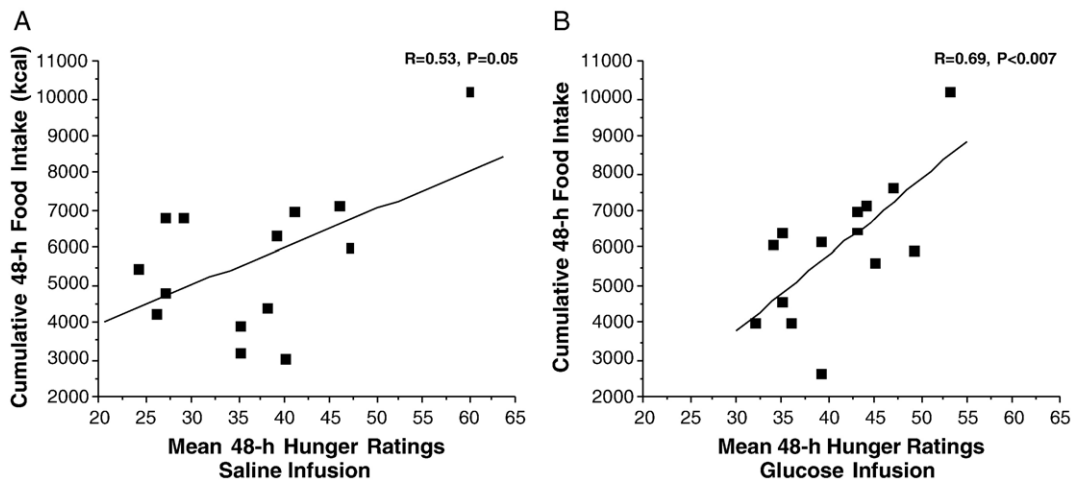 A
R=0.53, P=0.05
Cumulative 48-h Food Intake (kcal)
11000
10000
9000
8000
7000
6000
5000
4000
3000
2000
20 25 30 35 40 45 50 55 60 65
Mean 48-h Hunger Ratings
Saline Infusion
B
R=0.69, P<0.007
Cumulative 48-h Food Intake
11000
10000
9000
8000
7000
6000
5000
4000
3000
2000
20 25 30 35 40 45 50 55 60 65
Mean 48-h Hunger Ratings
Glucose Infusion